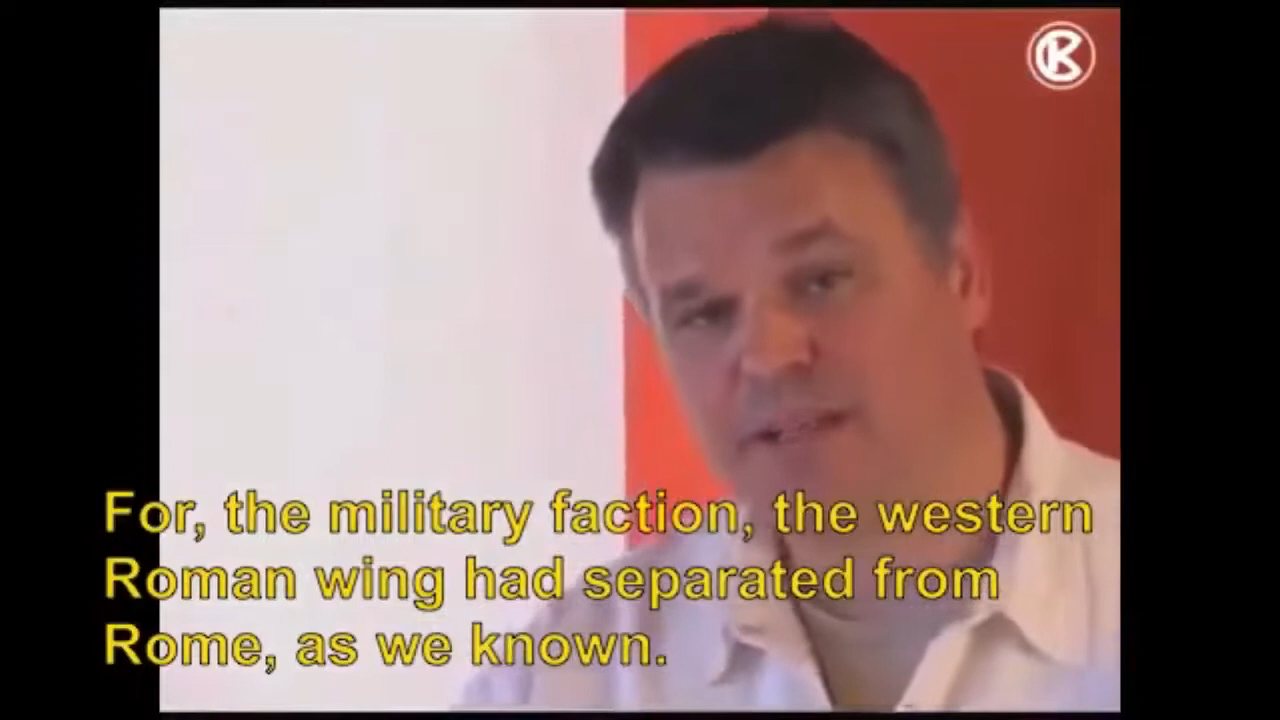 For, the military faction, the western
Roman wing had separated from
Rome, as we known.